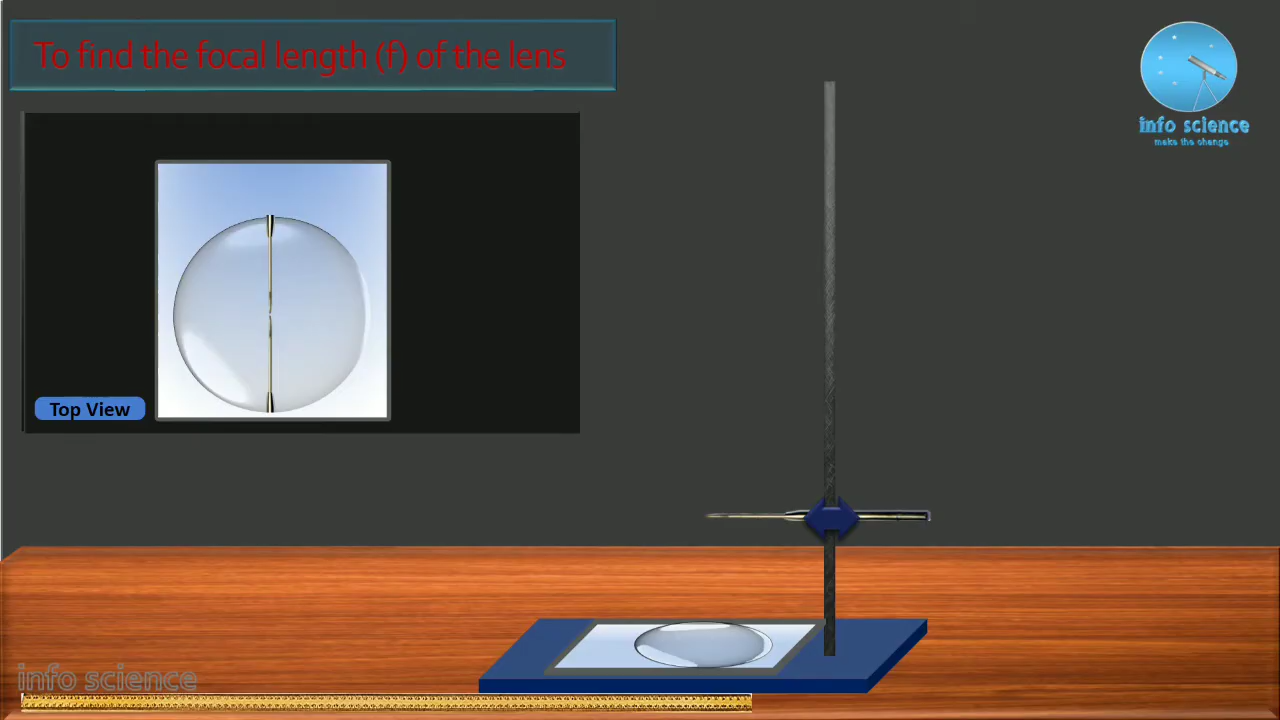 To find the focal length (f) of the lens
info science
make the change
Top View
info science